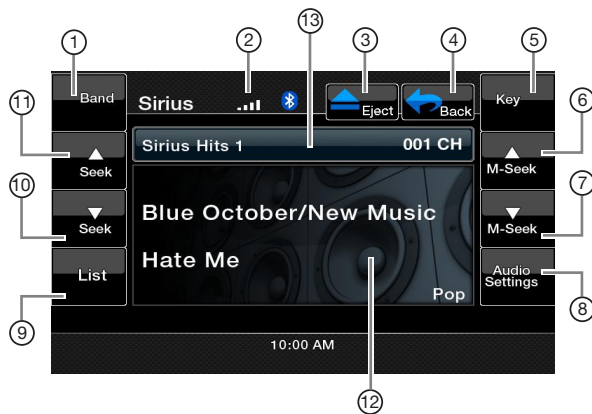 13
1
2
3
4
5
Band
Sirius
Eject
Back
Key
11
6
Sirius Hits 1 001 CH
Seek
M-Seek
10
7
Blue October/New Music
Seek
M-Seek
Hate Me
List
Audio
Settings
Pop
9
8
10:00 AM
12